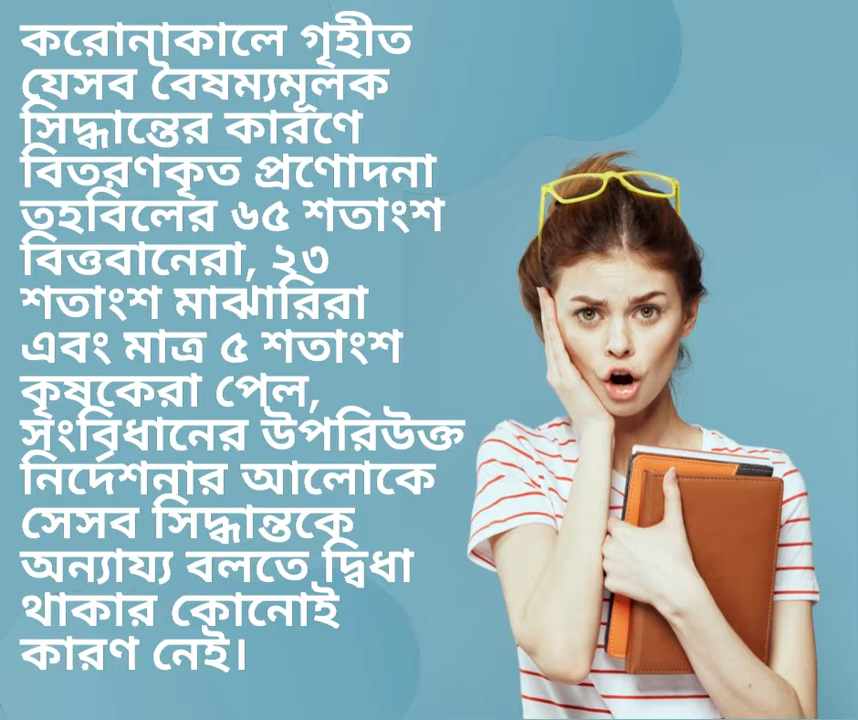 করোনাকালে গৃহীত
যেসব বৈষম্যমূলক
সিদ্ধান্তের কারণে
বিতরণকৃত প্রণোদনা
তহবিলের ৬৫ শতাংশ
বিত্তবানেরা, ২৩
শতাংশ মাঝারিরা
এবং মাত্র ৫ শতাংশ
কৃষকেরা পেল,
সংবিধানের উপরিউক্ত
নির্দেশনার আলোকে
সেসব সিদ্ধান্তকে
অন্যায্য বলতে দ্বিধা
থাকার কোনোই
কারণ নেই।